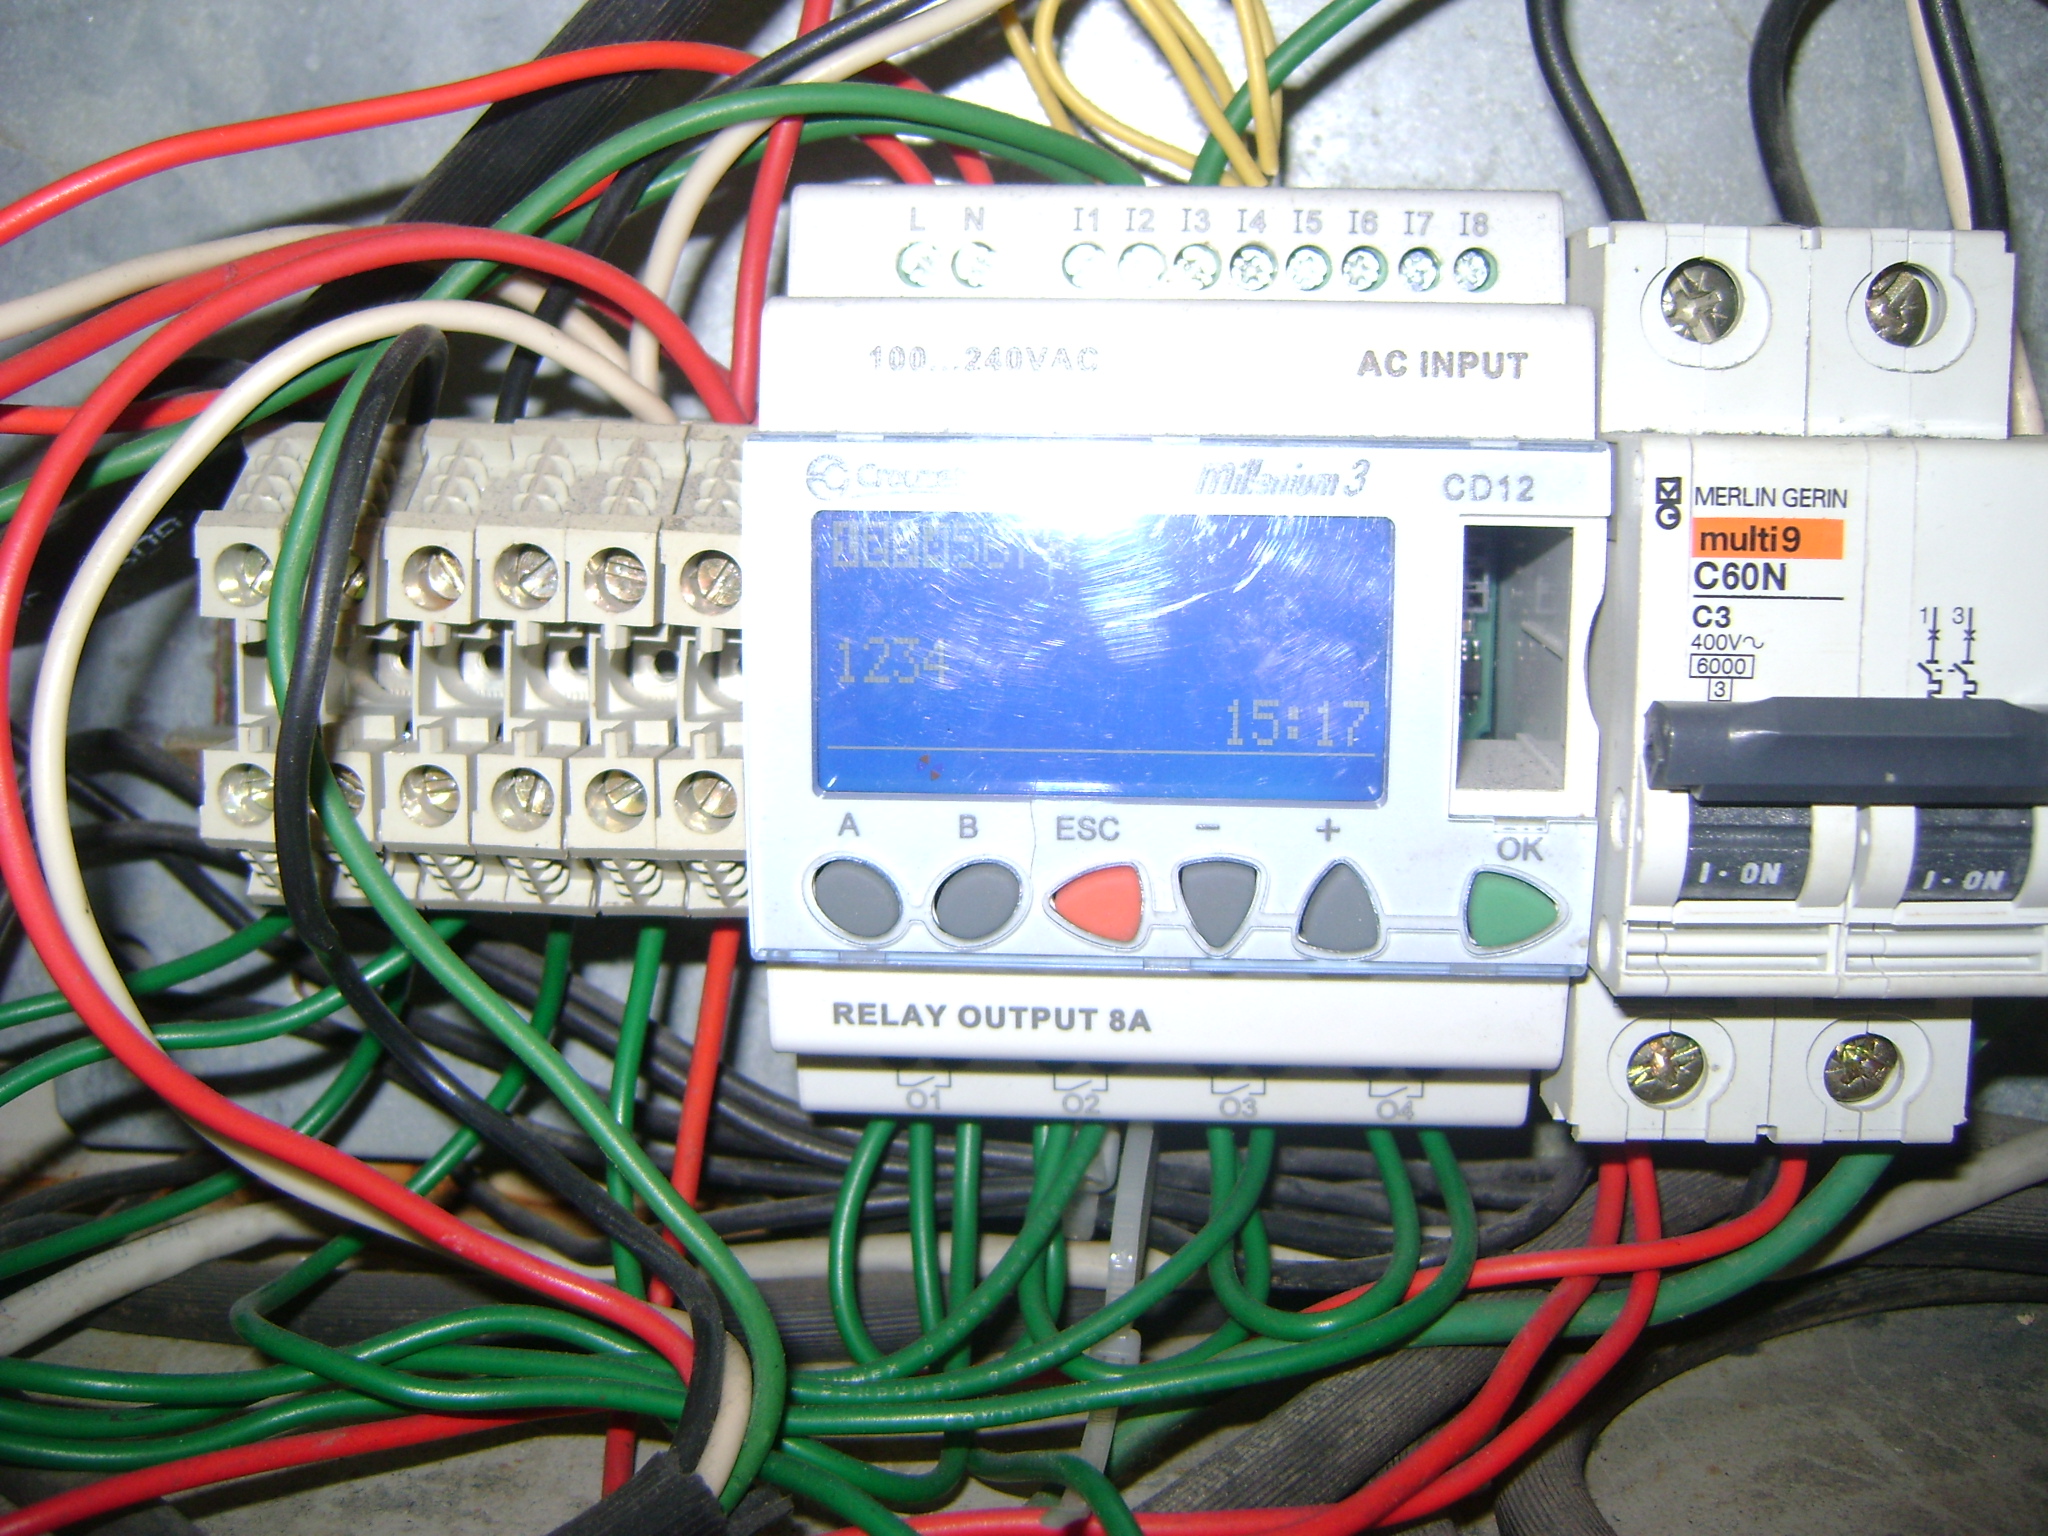 L N I1 I2 I3 I4 I5 I6 I7 I8
100...240VAC AC INPUT
Crouzet Millenium 3 CD12
1234
15:17
A B ESC - + OK
RELAY OUTPUT 8A
O1 O2 O3 O4
MERLIN GERIN
multi9
C60N
C3
400V~
6000
3
1 3
I - ON I - ON